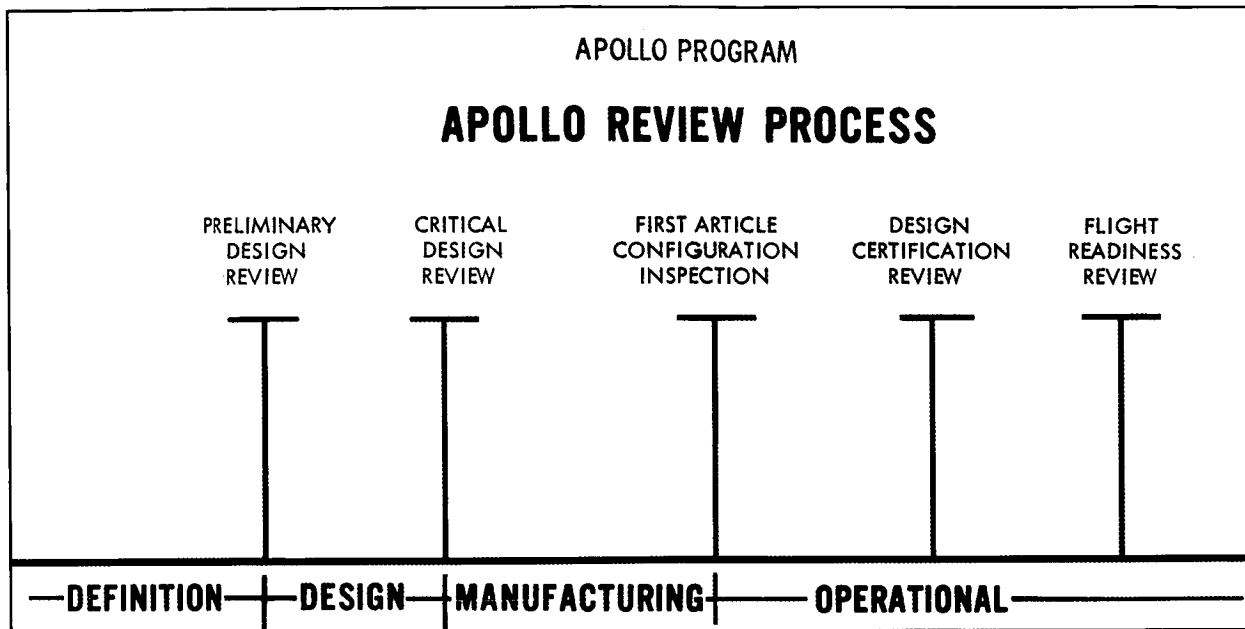 APOLLO PROGRAM
APOLLO REVIEW PROCESS
PRELIMINARY
DESIGN
REVIEW
CRITICAL
DESIGN
REVIEW
FIRST ARTICLE
CONFIGURATION
INSPECTION
DESIGN
CERTIFICATION
REVIEW
FLIGHT
READINESS
REVIEW
DEFINITION
DESIGN
MANUFACTURING
OPERATIONAL